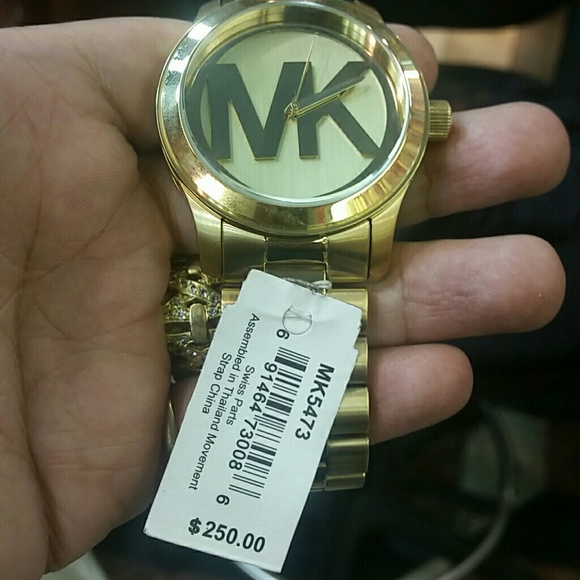 MK
MK5473
6 91464 73008 6
Swiss Parts
Assembled in Thailand Movement
Strap China
$250.00